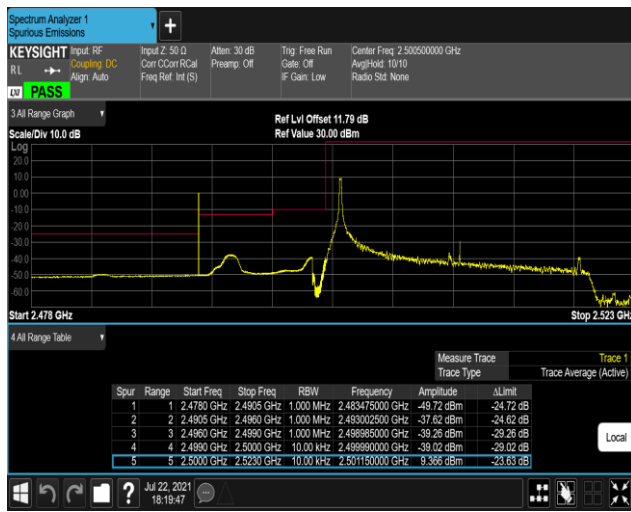 Spectrum Analyzer 1
Spurious Emissions
KEYSIGHT
Input: RF
Coupling: DC
Align: Auto
Input Z: 50 Ω
Corr CCorr RCal
Freq Ref: Int (S)
Atten: 30 dB
Preamp: Off
Trig: Free Run
Gate: Off
IF Gain: Low
Center Freq: 2.500500000 GHz
Avg|Hold: 10/10
Radio Std: None
R L
LXI
PASS
3 All Range Graph
Ref Lvl Offset 11.79 dB
Scale/Div 10.0 dB
Ref Value 30.00 dBm
Log
20.0
10.0
0.00
-10.0
-20.0
-30.0
-40.0
-50.0
-60.0
Start 2.478 GHz
Stop 2.523 GHz
4 All Range Table
Measure Trace Trace 1
Trace Type Trace Average (Active)
Spur Range Start Freq Stop Freq RBW Frequency Amplitude ΔLimit
1 1 2.4780 GHz 2.4905 GHz 1.000 MHz 2.483475000 GHz -49.72 dBm -24.72 dB
2 2 2.4905 GHz 2.4960 GHz 1.000 MHz 2.493002500 GHz -37.62 dBm -24.62 dB
3 3 2.4960 GHz 2.4990 GHz 1.000 MHz 2.498985000 GHz -39.26 dBm -29.26 dB
4 4 2.4990 GHz 2.5000 GHz 10.00 kHz 2.499990000 GHz -39.02 dBm -29.02 dB
5 5 2.5000 GHz 2.5230 GHz 10.00 kHz 2.501150000 GHz 9.366 dBm -23.63 dB
Local
Jul 22, 2021
18:19:47